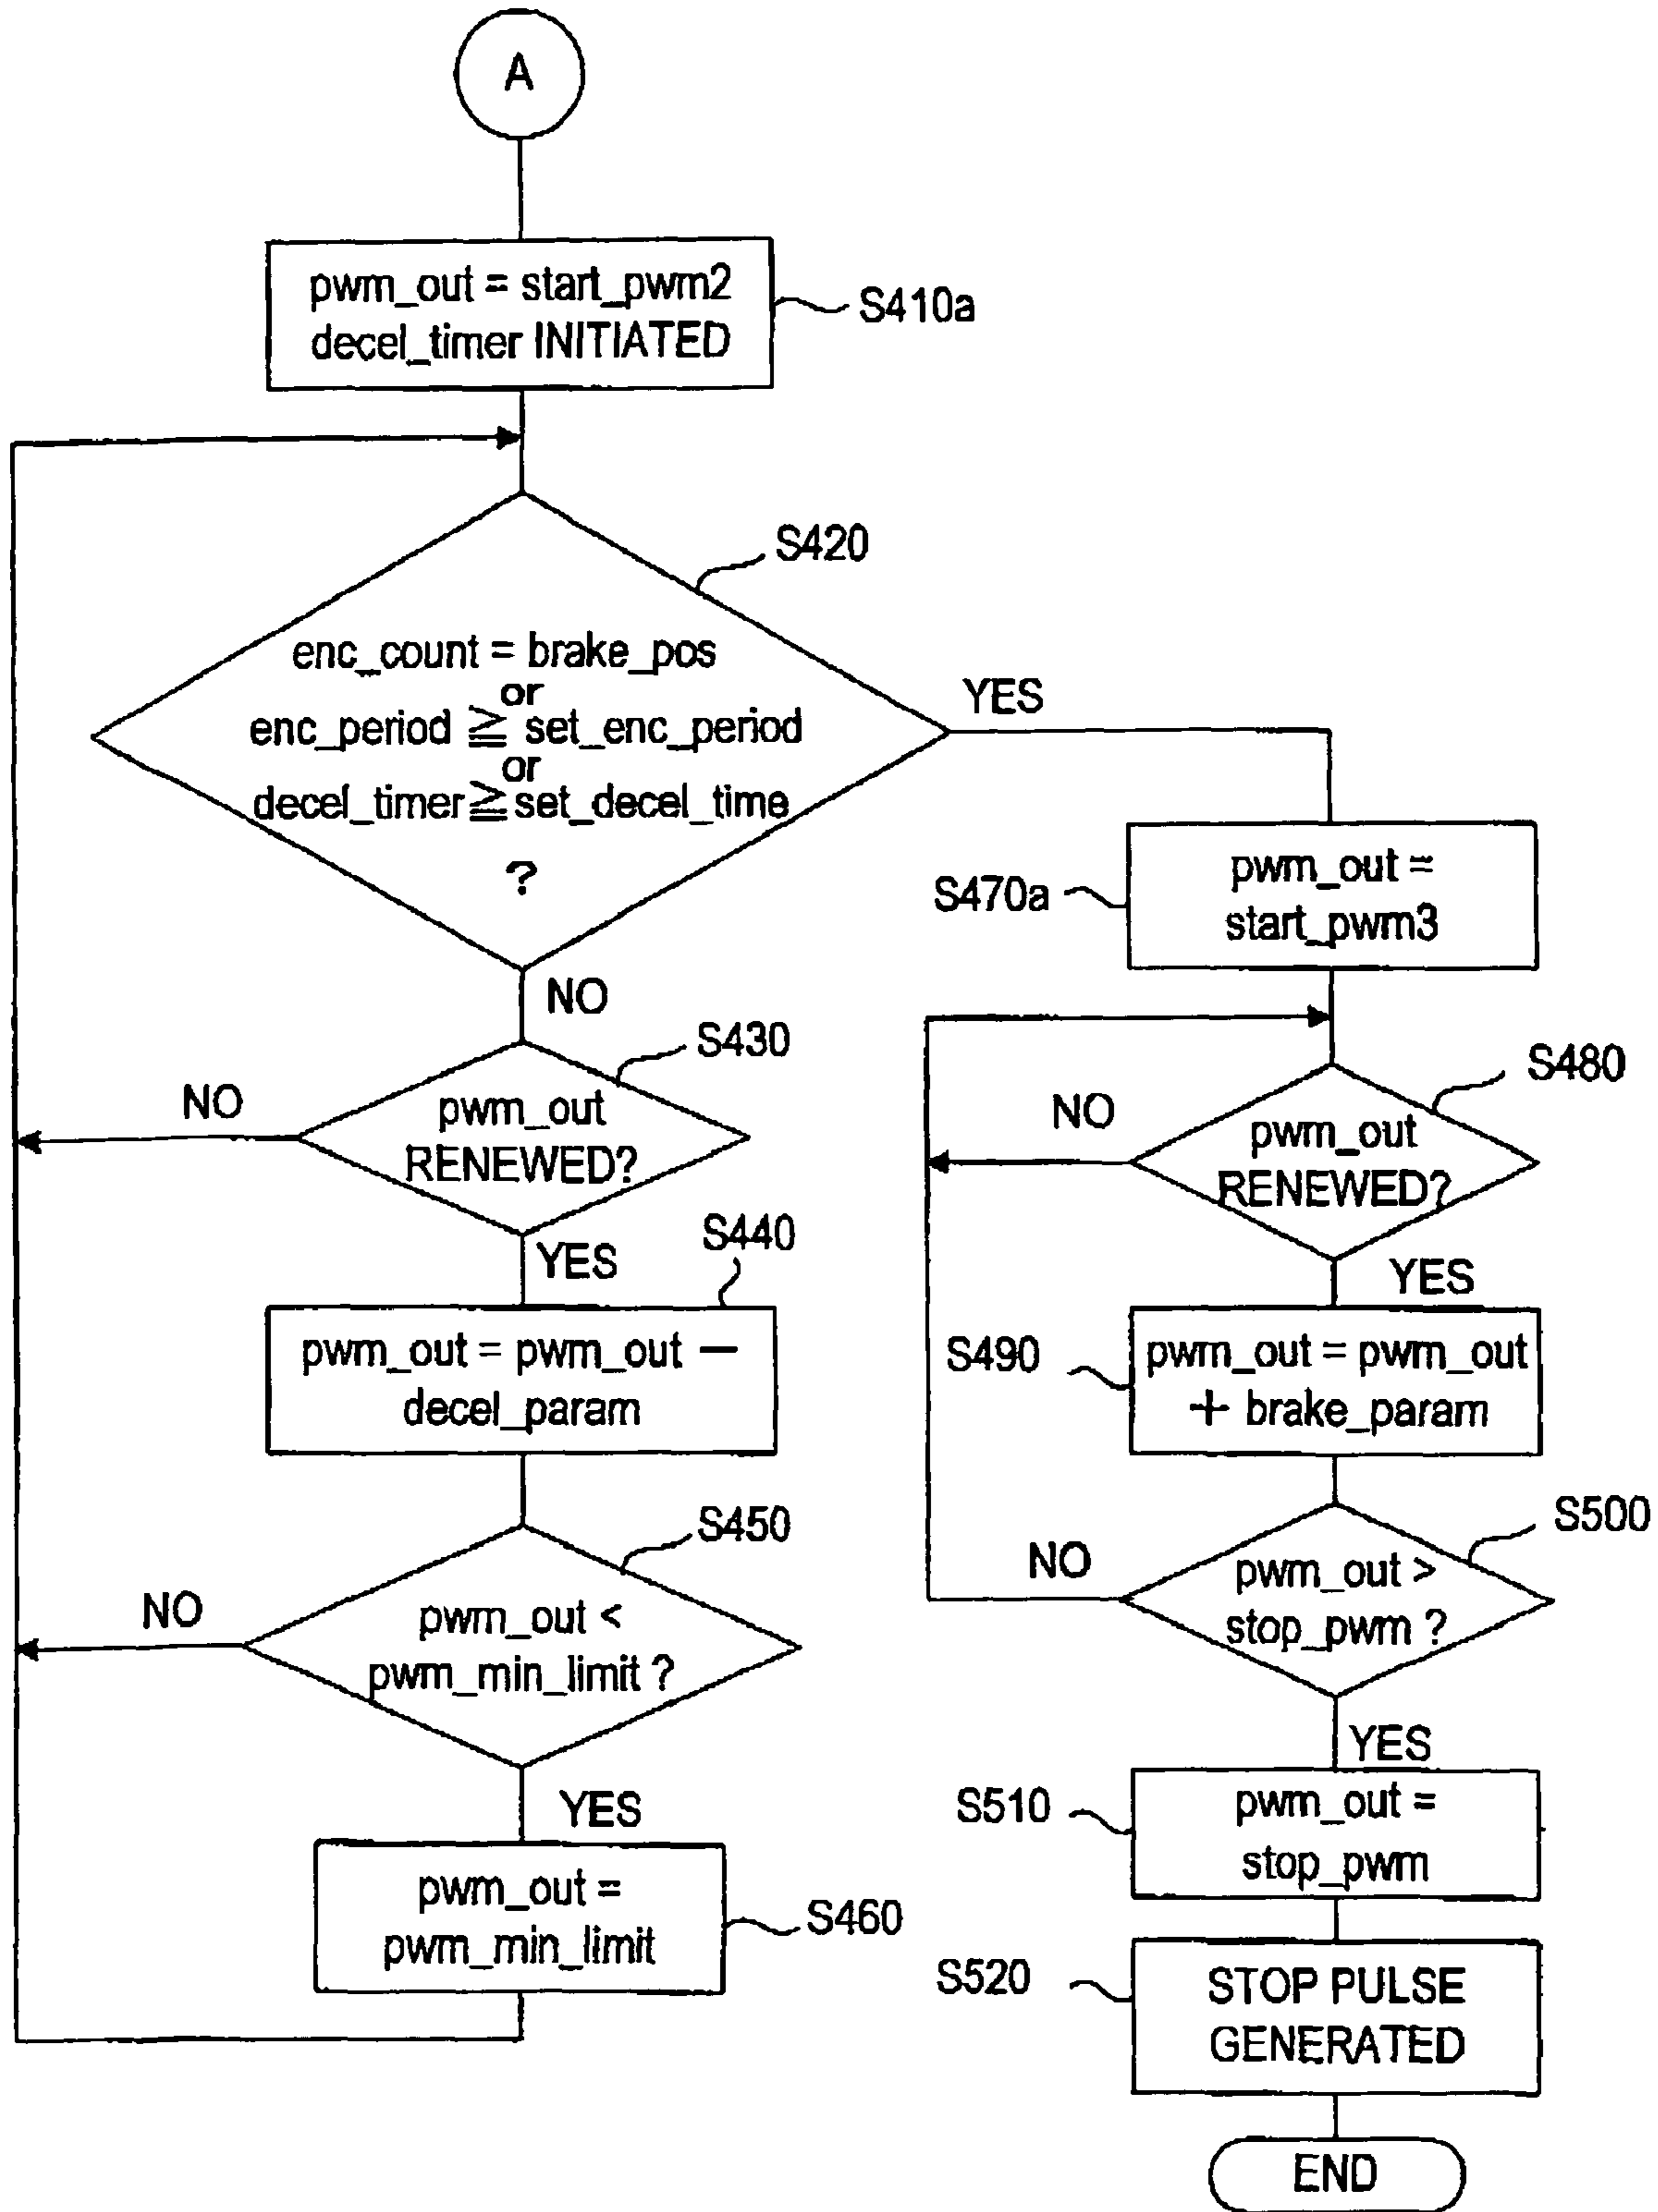 A
pwm_out = start_pwm2
decel_timer INITIATED
S410a
S420
enc_count = brake_pos
or
enc_period ≧ set_enc_period
or
decel_timer ≧ set_decel_time
?
YES
NO
S430
pwm_out
RENEWED?
NO
YES
S440
pwm_out = pwm_out −
decel_param
S450
pwm_out <
pwm_min_limit ?
NO
YES
pwm_out =
pwm_min_limit
S460
S470a
pwm_out =
start_pwm3
S480
pwm_out
RENEWED?
NO
YES
S490
pwm_out = pwm_out
+ brake_param
S500
pwm_out >
stop_pwm ?
NO
YES
S510
pwm_out =
stop_pwm
S520
STOP PULSE
GENERATED
END